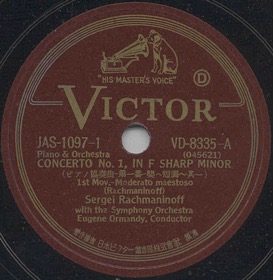 "HIS MASTER'S VOICE"
D
VICTOR
JAS-1097-1
VD-8335-A
(045621)
Piano & Orchestra
CONCERTO No. 1, IN F SHARP MINOR
1st Mov.-Moderato maestoso
(Rachmaninoff)
Sergei Rachmaninoff
with the Symphony Orchestra
Eugene Ormandy, Conductor